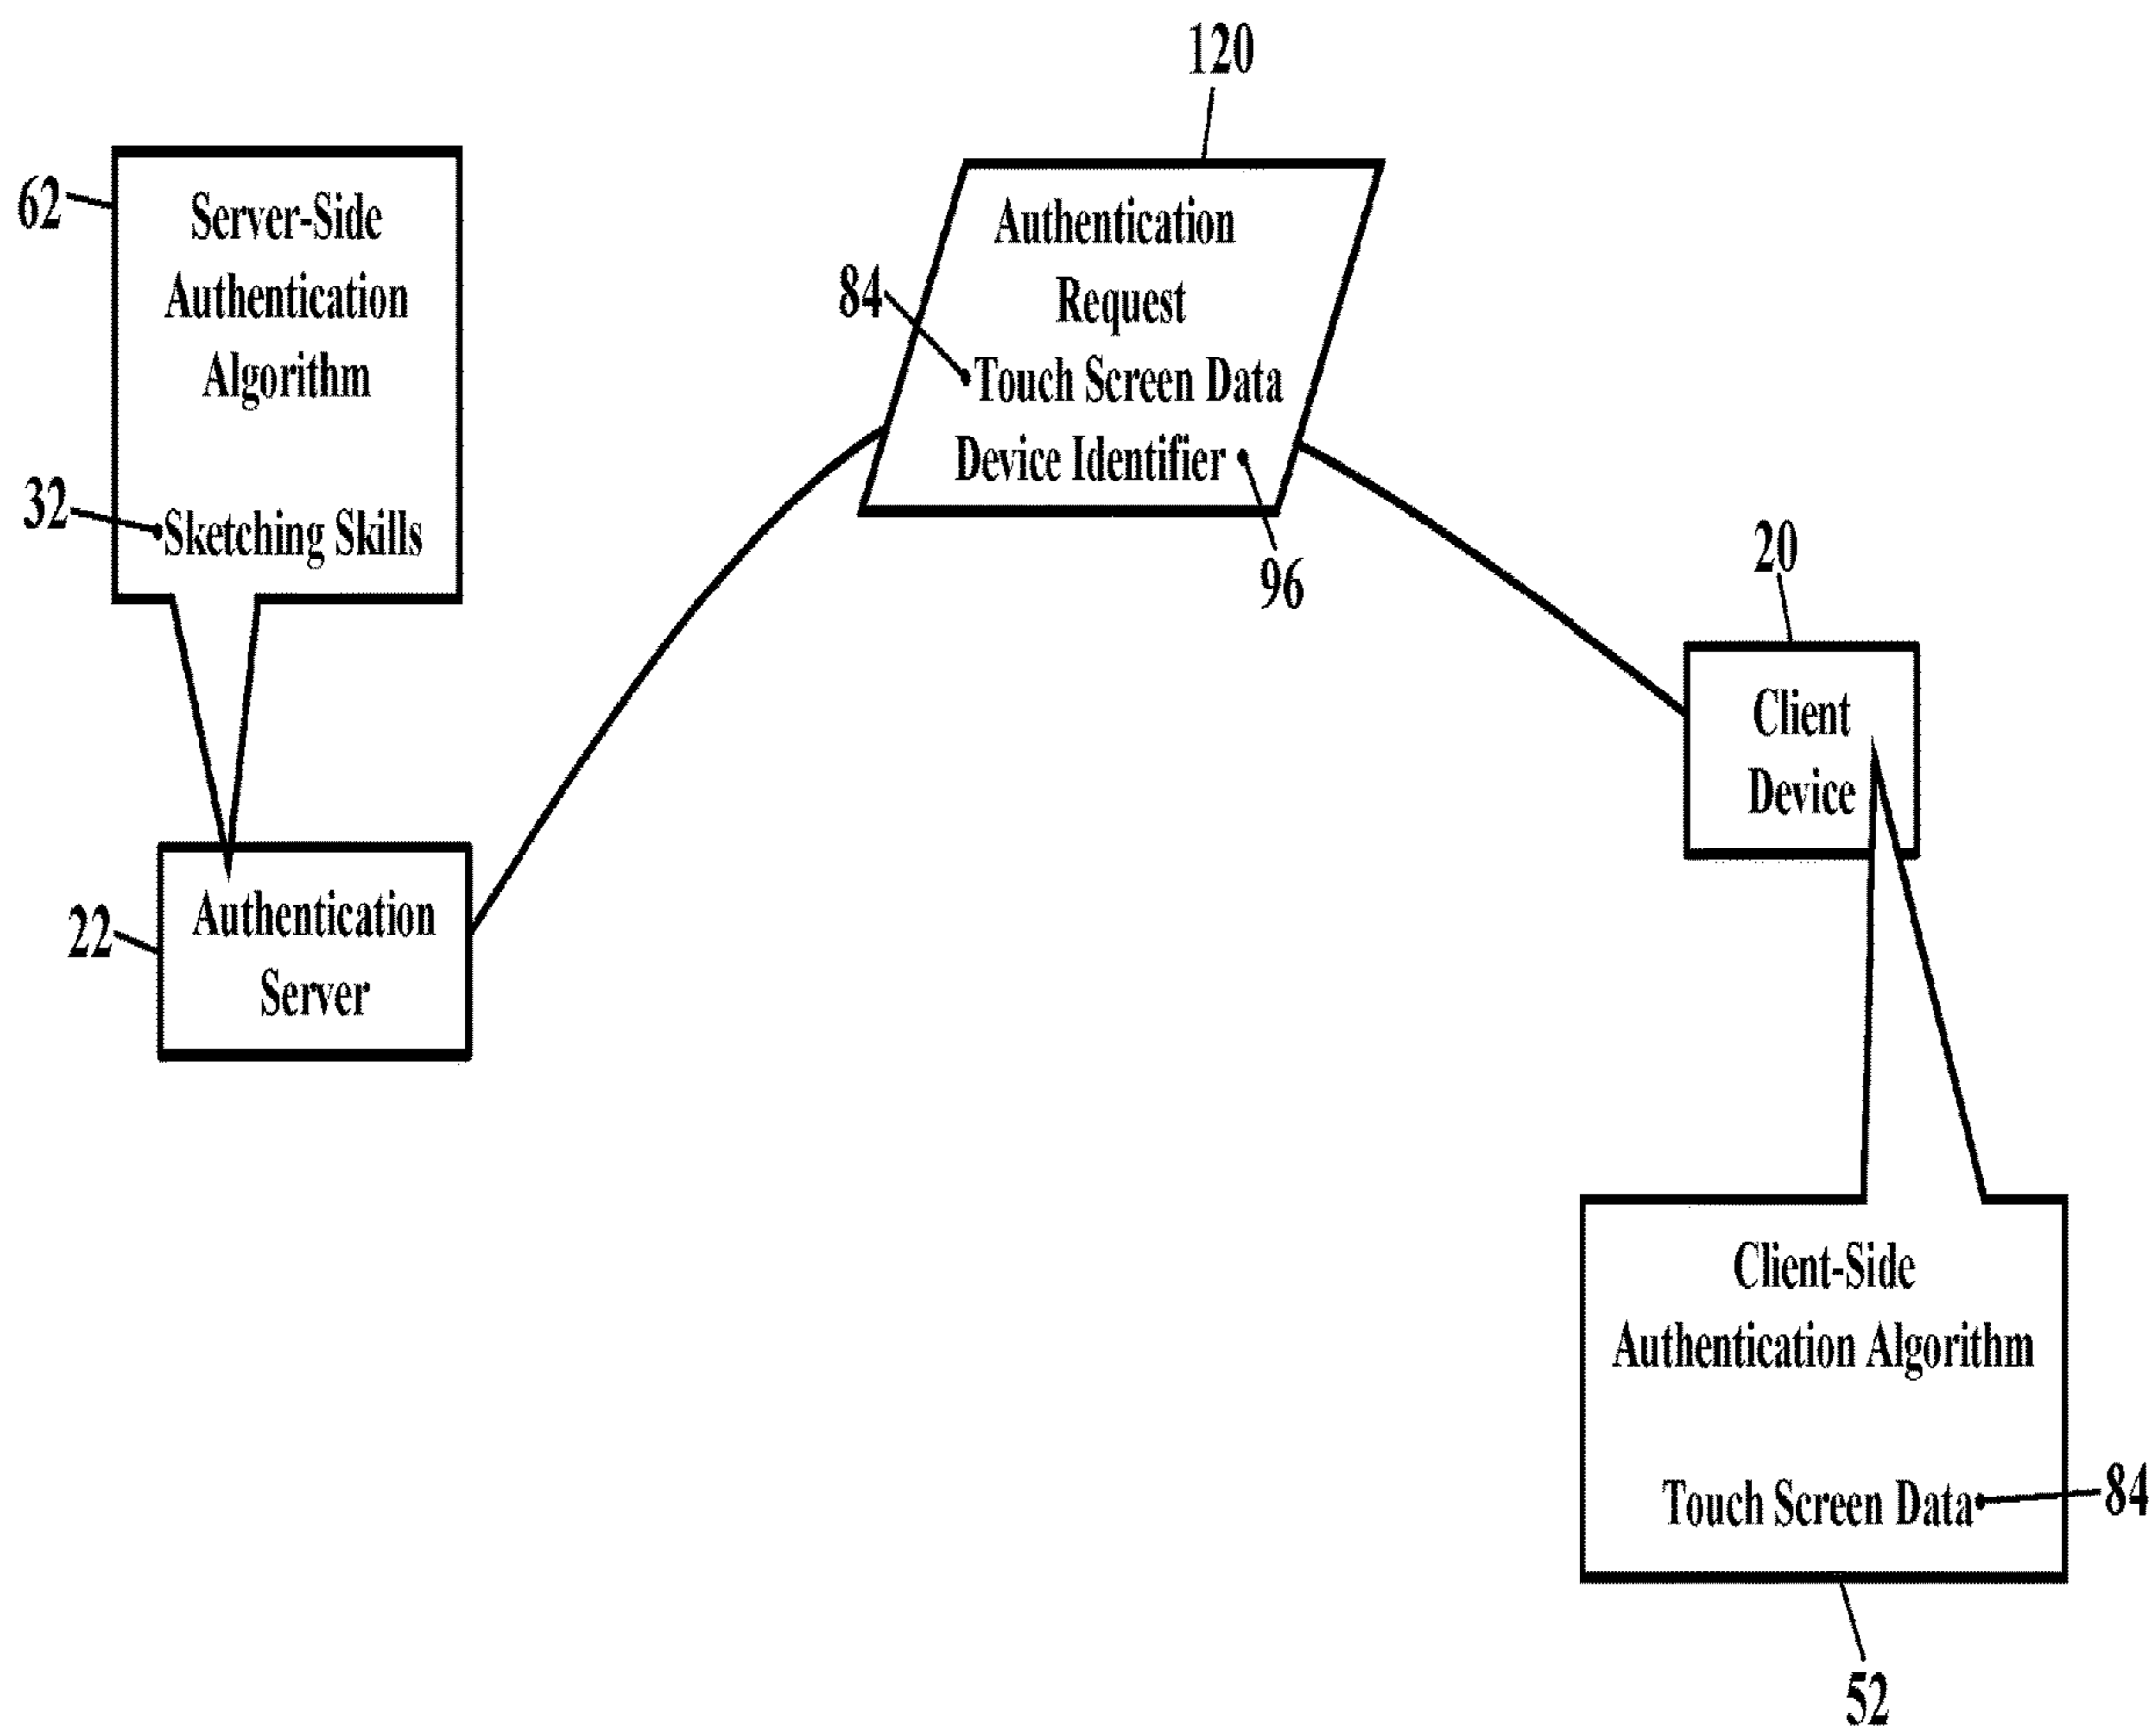 120
62
Server-Side
Authentication
Algorithm
32
Sketching Skills
Authentication
Request
84
Touch Screen Data
Device Identifier
96
20
Client
Device
22
Authentication
Server
Client-Side
Authentication Algorithm
Touch Screen Data
84
52